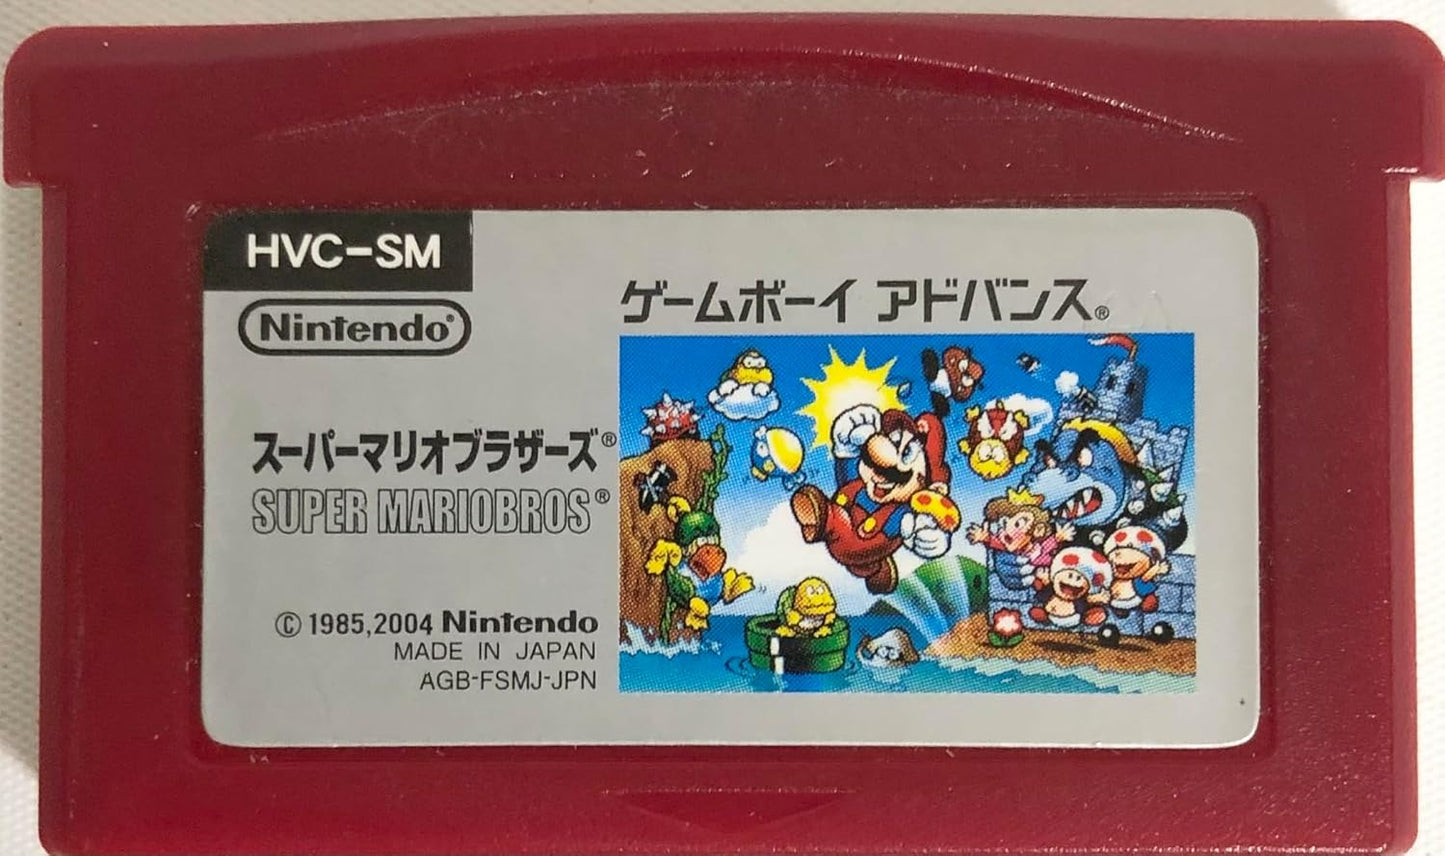 HVC-SM
Nintendo®
ゲームボーイ アドバンス®
スーパーマリオブラザーズ®
SUPER MARIOBROS®
© 1985,2004 Nintendo
MADE IN JAPAN
AGB-FSMJ-JPN